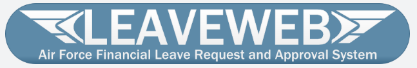 LEAVEWEB
Air Force Financial Leave Request and Approval System